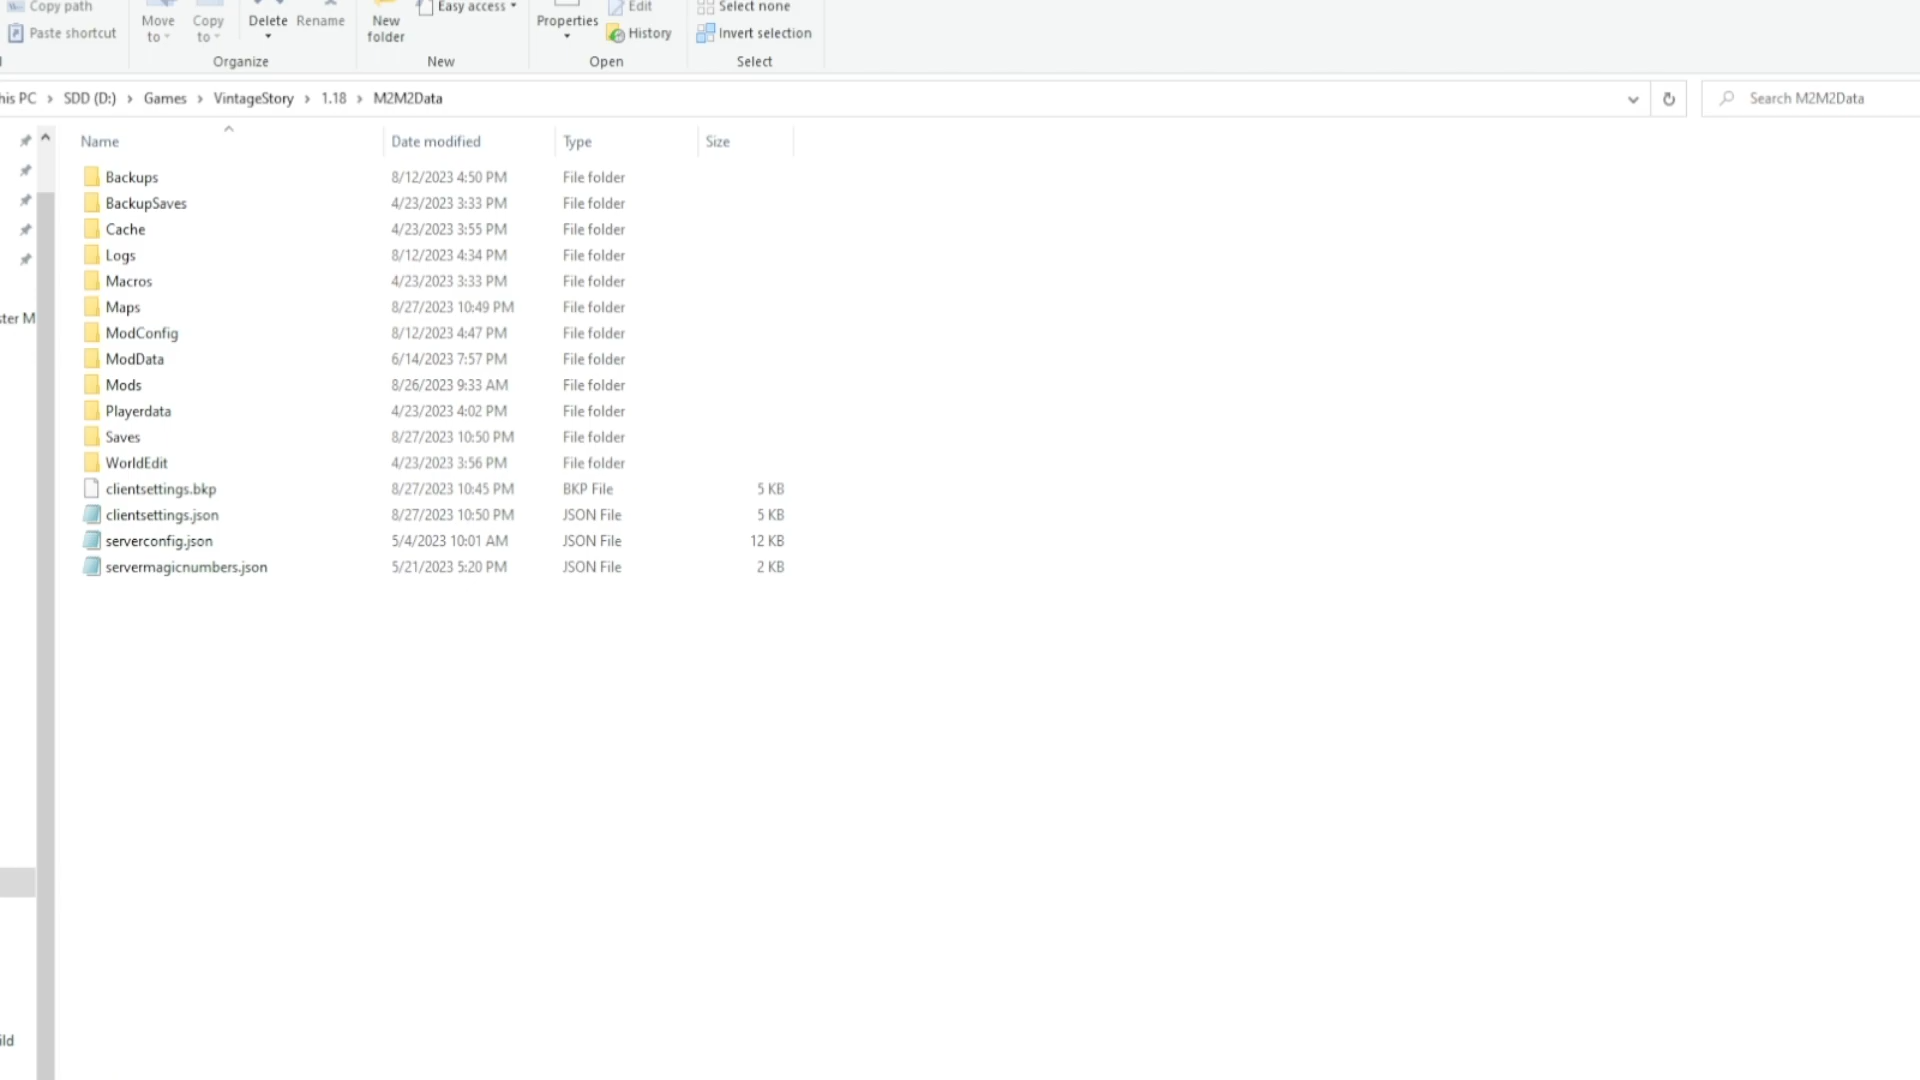 Copy path
Paste shortcut
Move to
Copy to
Delete
Rename
Organize
New folder
Easy access
New
Properties
Edit
History
Open
Select none
Invert selection
Select
his PC > SDD (D:) > Games > VintageStory > 1.18 > M2M2Data
Search M2M2Data
Name Date modified Type Size
Backups 8/12/2023 4:50 PM File folder
BackupSaves 4/23/2023 3:33 PM File folder
Cache 4/23/2023 3:55 PM File folder
Logs 8/12/2023 4:34 PM File folder
Macros 4/23/2023 3:33 PM File folder
Maps 8/27/2023 10:49 PM File folder
ModConfig 8/12/2023 4:47 PM File folder
ModData 6/14/2023 7:57 PM File folder
Mods 8/26/2023 9:33 AM File folder
Playerdata 4/23/2023 4:02 PM File folder
Saves 8/27/2023 10:50 PM File folder
WorldEdit 4/23/2023 3:56 PM File folder
clientsettings.bkp 8/27/2023 10:45 PM BKP File 5 KB
clientsettings.json 8/27/2023 10:50 PM JSON File 5 KB
serverconfig.json 5/4/2023 10:01 AM JSON File 12 KB
servermagicnumbers.json 5/21/2023 5:20 PM JSON File 2 KB
ster M
ild